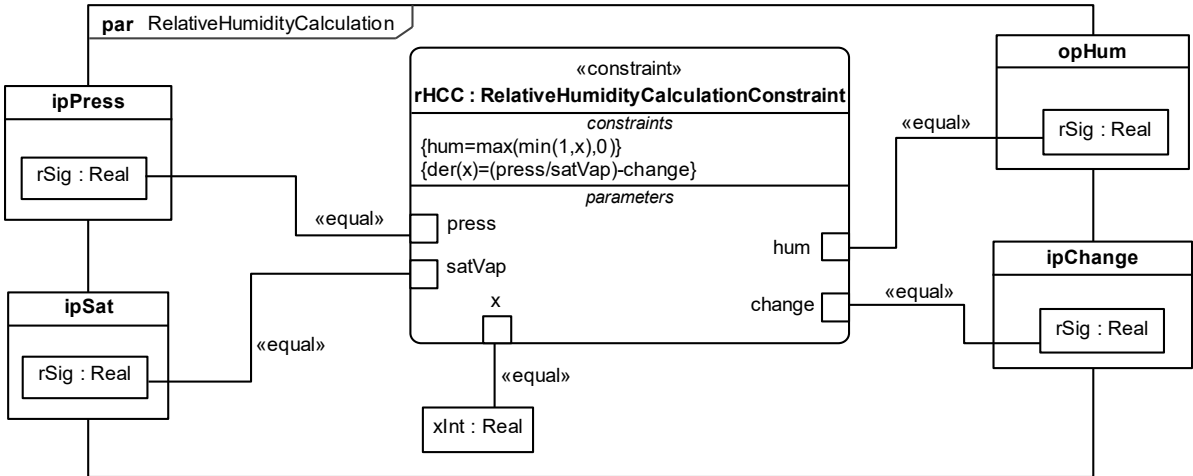 par RelativeHumidityCalculation
ipPress
rSig : Real
«equal»
ipSat
rSig : Real
«equal»
«constraint»
rHCC : RelativeHumidityCalculationConstraint
constraints
{hum=max(min(1,x),0)}
{der(x)=(press/satVap)-change}
parameters
press
satVap
x
hum
change
«equal»
xInt : Real
opHum
rSig : Real
«equal»
ipChange
rSig : Real
«equal»